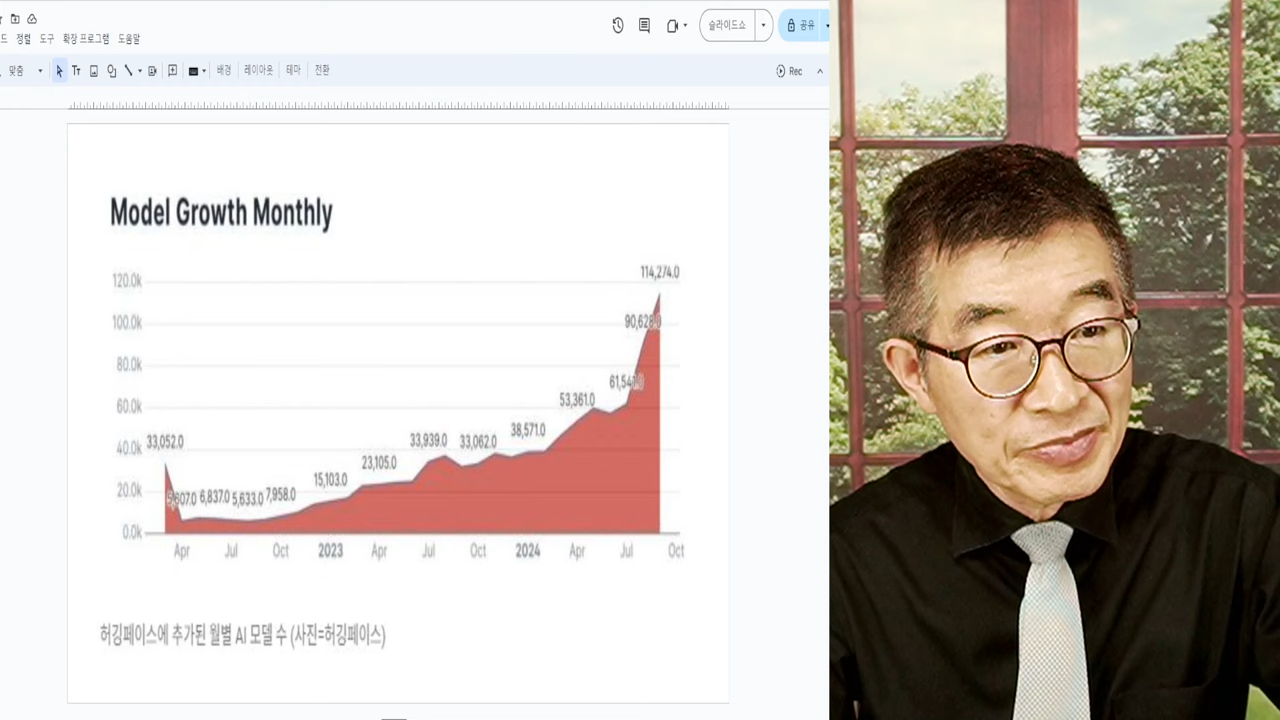 드 정렬 도구 확장 프로그램 도움말
슬라이드쇼
공유
맞춤
Tт
배경
레이아웃
테마
전환
Rec
Model Growth Monthly
120.0k
100.0k
80.0k
60.0k
40.0k
20.0k
0.0k
33,052.0
5,607.0
6,837.0
5,633.0
7,958.0
15,103.0
23,105.0
33,939.0
33,062.0
38,571.0
53,361.0
61,541.0
90,628.0
114,274.0
Apr Jul Oct 2023 Apr Jul Oct 2024 Apr Jul Oct
허깅페이스에 추가된 월별 AI 모델 수 (사진=허깅페이스)